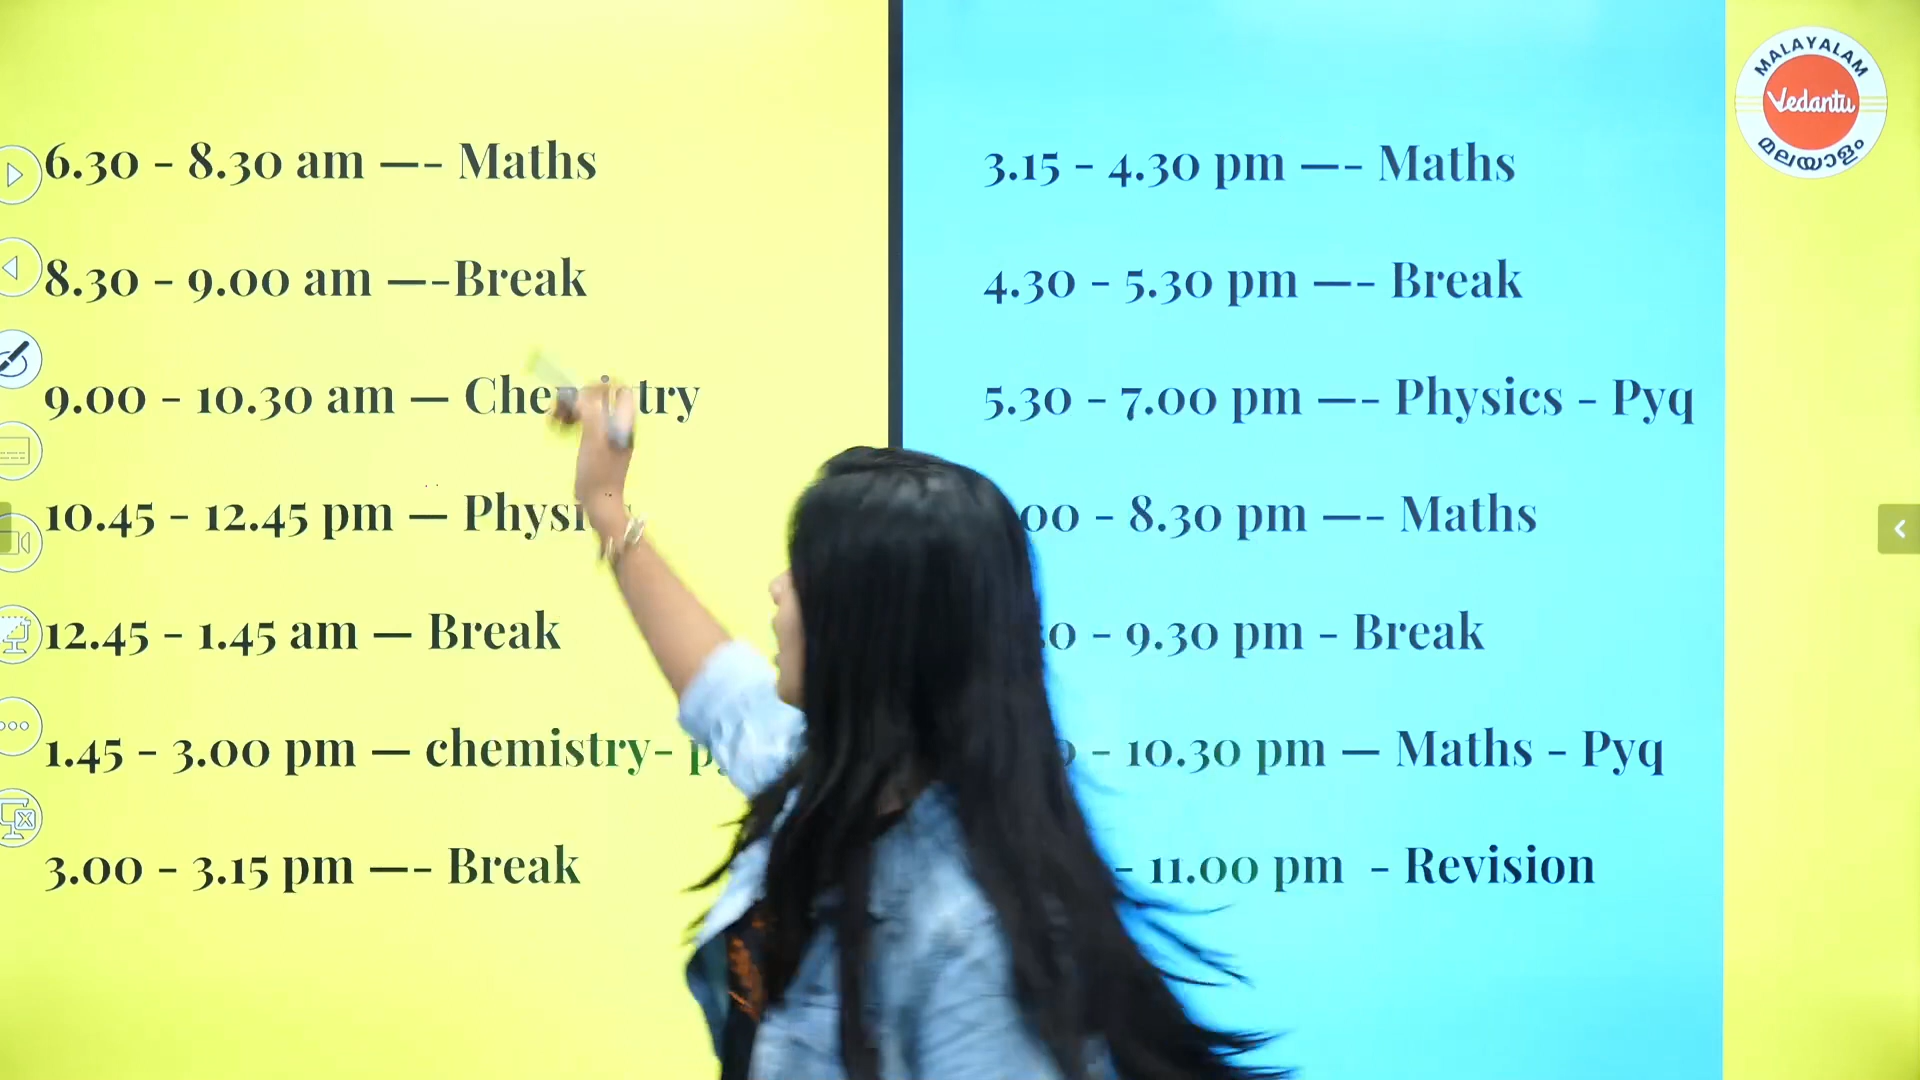 6.30 - 8.30 am —- Maths
8.30 - 9.00 am —-Break
9.00 - 10.30 am —
10.45 - 12.45 pm —
12.45 - 1.45 am — Break
1.45 - 3.00 pm — chemistry-
3.00 - 3.15 pm —- Break
3.15 - 4.30 pm —- Maths
4.30 - 5.30 pm —- Break
5.30 - 7.00 pm —- Physics - Pyq
- 8.30 pm —- Maths
- 9.30 pm - Break
- 10.30 pm — Maths - Pyq
- 11.00 pm - Revision
MALAYALAM
Vedantu
മലയാളം